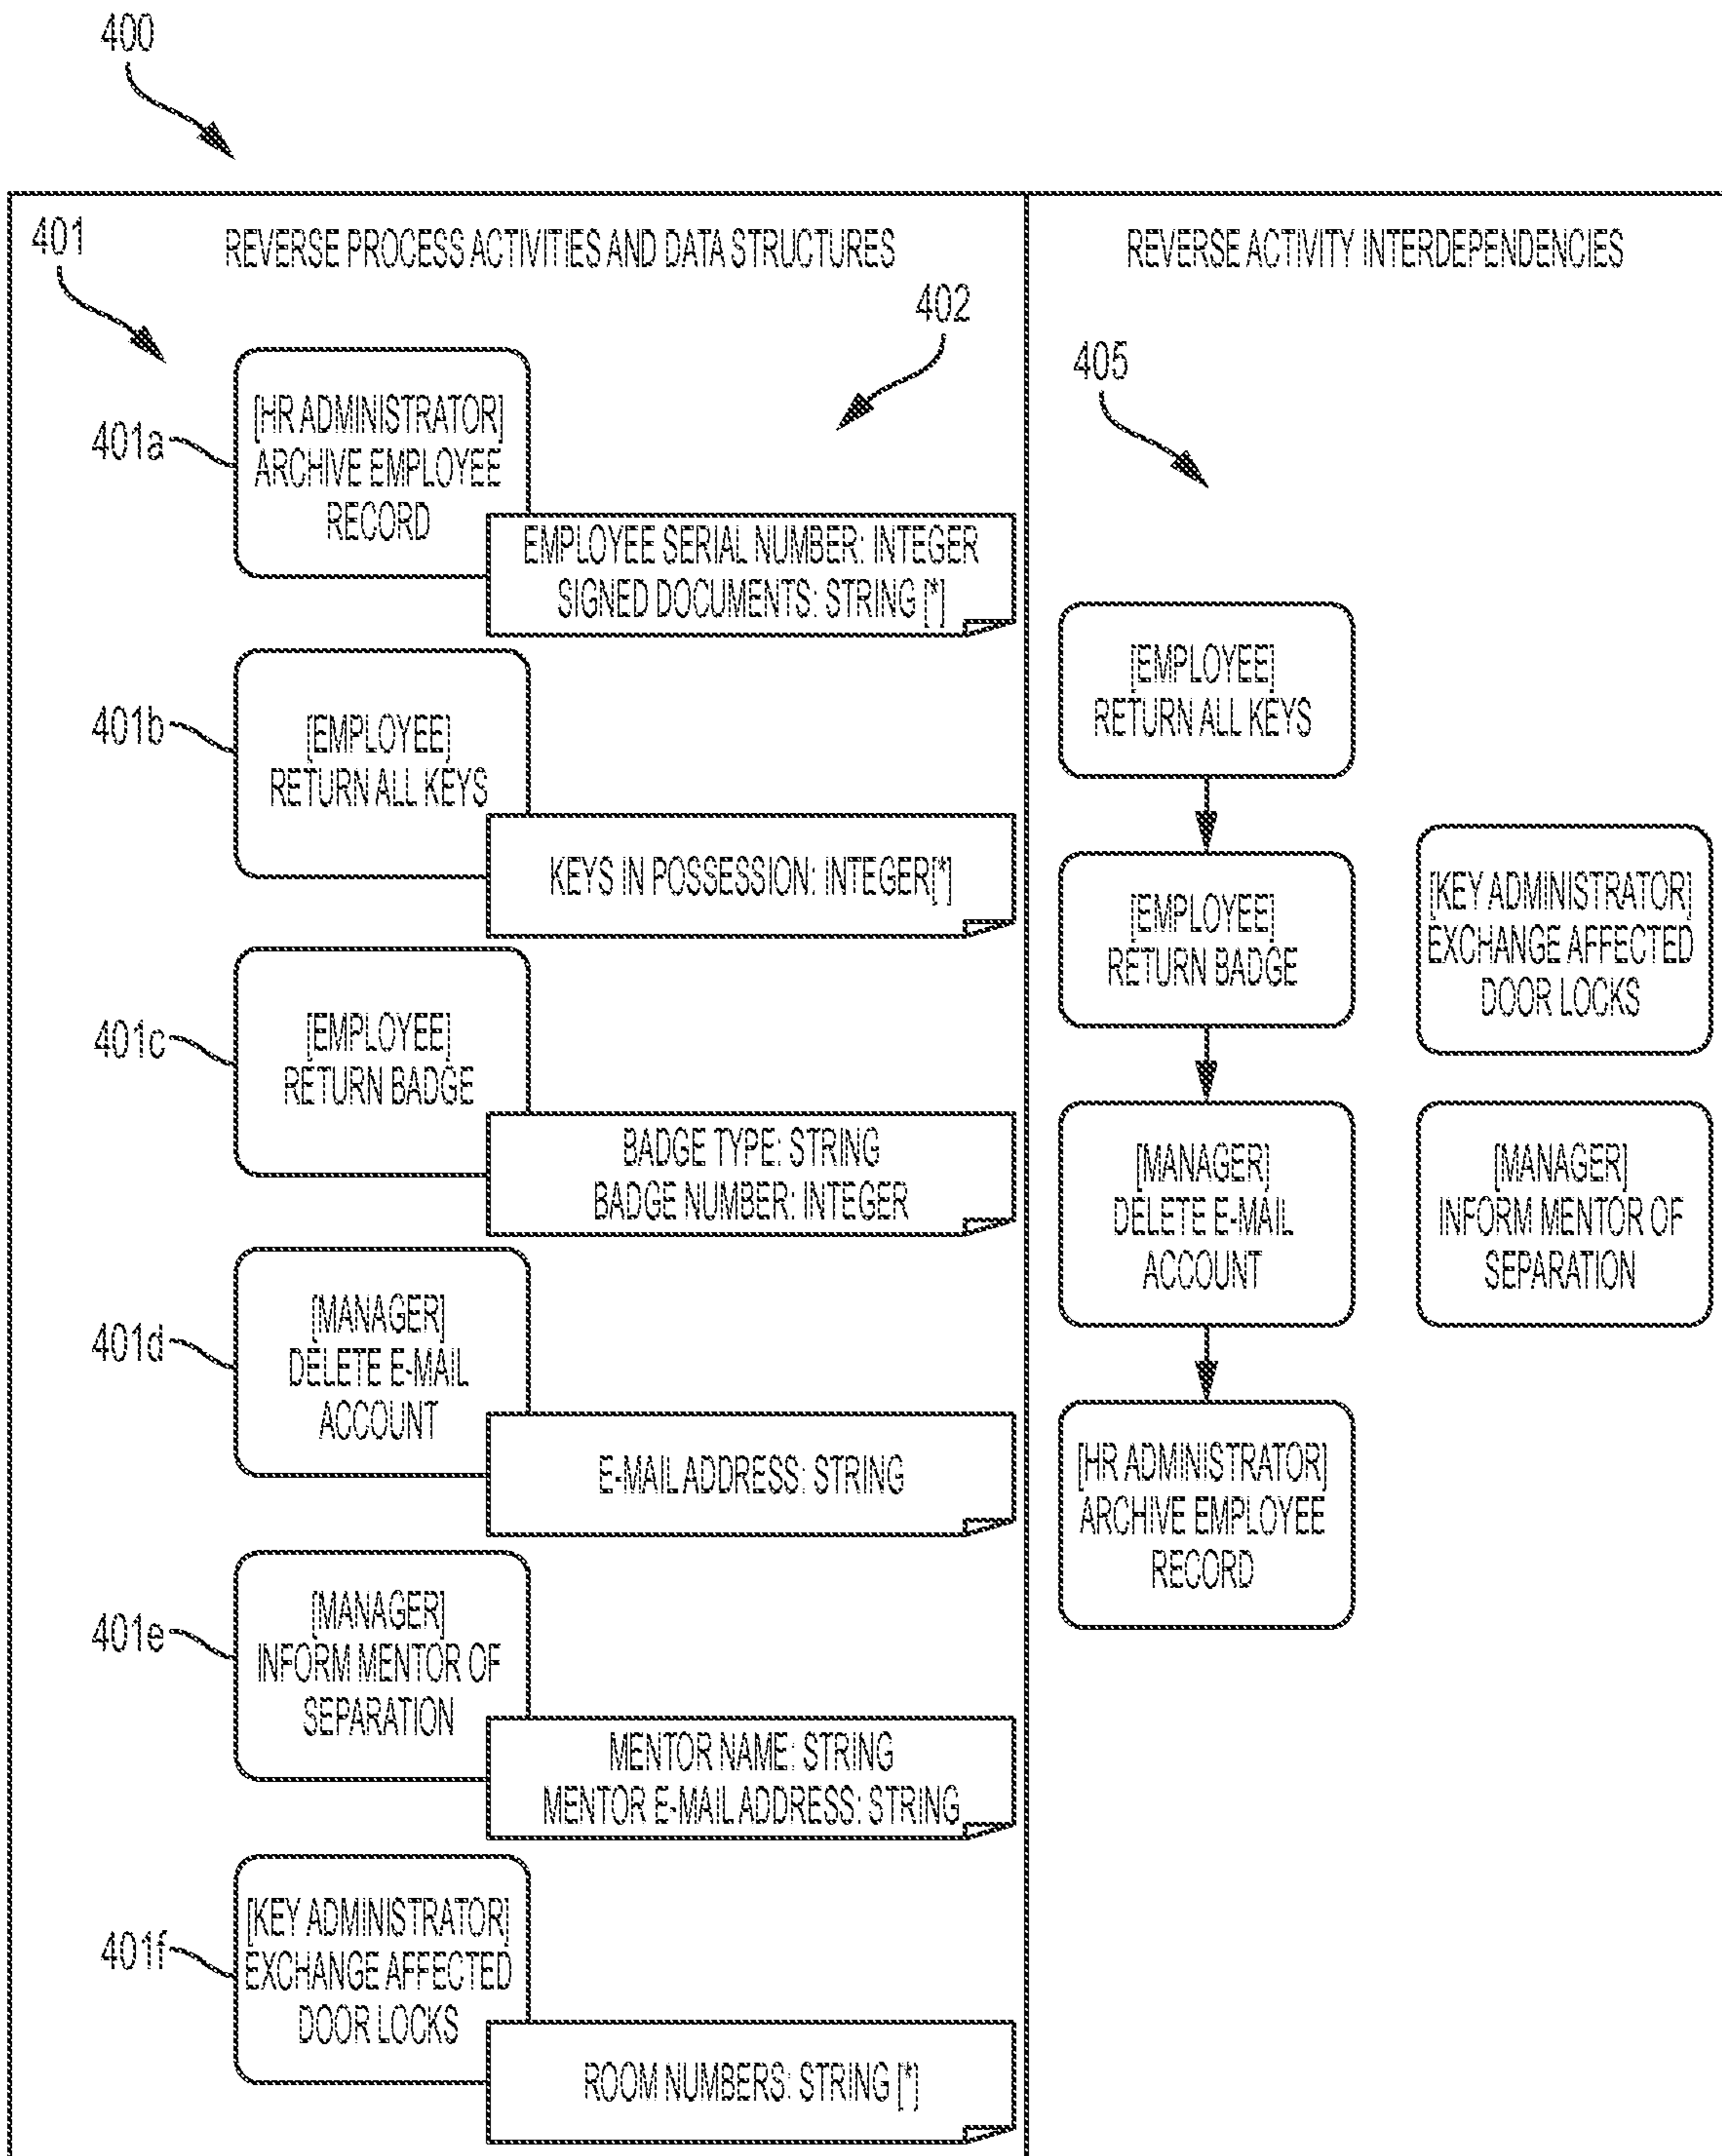 400
401
REVERSE PROCESS ACTIVITIES AND DATA STRUCTURES
402
401a
[HR ADMINISTRATOR]
ARCHIVE EMPLOYEE
RECORD
EMPLOYEE SERIAL NUMBER: INTEGER
SIGNED DOCUMENTS: STRING [*]
401b
[EMPLOYEE]
RETURN ALL KEYS
KEYS IN POSSESSION: INTEGER[*]
401c
[EMPLOYEE]
RETURN BADGE
BADGE TYPE: STRING
BADGE NUMBER: INTEGER
401d
[MANAGER]
DELETE E-MAIL
ACCOUNT
E-MAIL ADDRESS: STRING
401e
[MANAGER]
INFORM MENTOR OF
SEPARATION
MENTOR NAME: STRING
MENTOR E-MAIL ADDRESS: STRING
401f
[KEY ADMINISTRATOR]
EXCHANGE AFFECTED
DOOR LOCKS
ROOM NUMBERS: STRING [*]
REVERSE ACTIVITY INTERDEPENDENCIES
405
[EMPLOYEE]
RETURN ALL KEYS
[EMPLOYEE]
RETURN BADGE
[KEY ADMINISTRATOR]
EXCHANGE AFFECTED
DOOR LOCKS
[MANAGER]
DELETE E-MAIL
ACCOUNT
[MANAGER]
INFORM MENTOR OF
SEPARATION
[HR ADMINISTRATOR]
ARCHIVE EMPLOYEE
RECORD